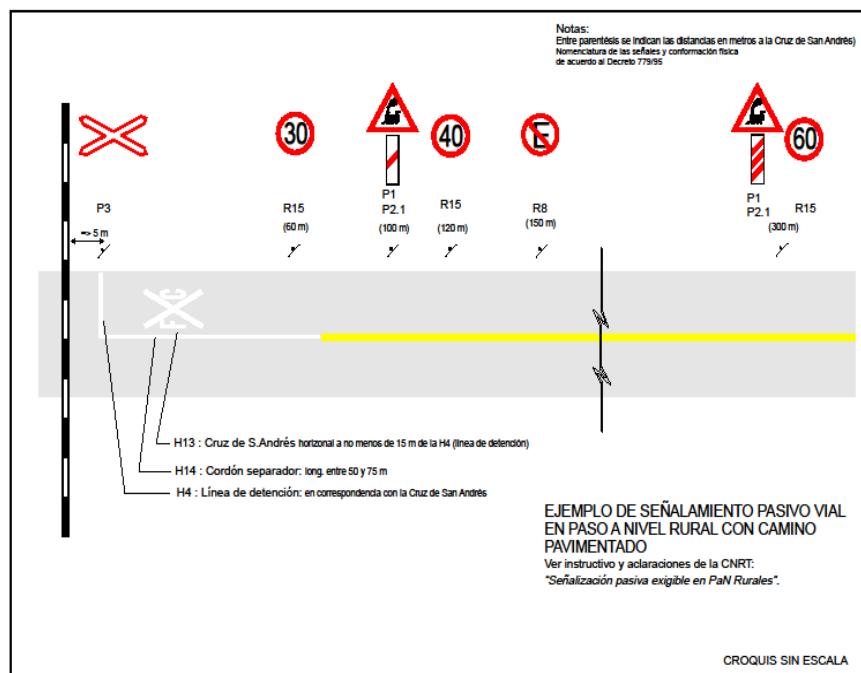 Notas:
Entre parentésis se indican las distancias en metros a la Cruz de San Andrés)
Nomenclatura de las señales y conformación física
de acuerdo al Decreto 779/95
30
40
E
60
P3
R15
(60 m)
P1
P2.1
(100 m)
R15
(120 m)
R8
(150 m)
P1
P2.1
R15
(300 m)
=> 5 m
F C
H13 : Cruz de S.Andrés horizonal a no menos de 15 m de la H4 (línea de detención)
H14 : Cordón separador: long. entre 50 y 75 m
H4 : Línea de detención: en correspondencia con la Cruz de San Andrés
EJEMPLO DE SEÑALAMIENTO PASIVO VIAL
EN PASO A NIVEL RURAL CON CAMINO
PAVIMENTADO
Ver instructivo y aclaraciones de la CNRT:
"Señalización pasiva exigible en PaN Rurales".
CROQUIS SIN ESCALA